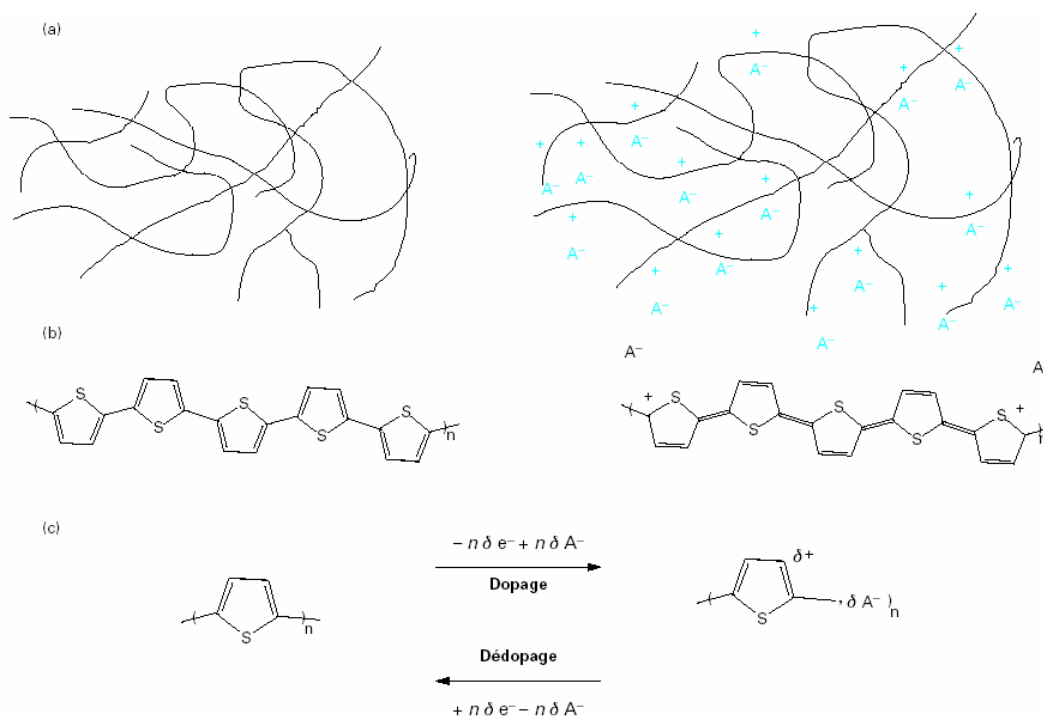 (a)
+
A⁻
+
A⁻
+
A⁻
+
A⁻
+
A⁻
+
A⁻
+
A⁻
+
A⁻
+
A⁻
+
A⁻
+
A⁻
+
A⁻
+
A⁻
+
A⁻
+
A⁻
+
A⁻
(b)
S S S S S n
A⁻ A
+ S S S S S + n
(c)
− n δ e⁻ + n δ A⁻
Dopage
S n
δ+
S , δ A⁻ )n
Dédopage
+ n δ e⁻ − n δ A⁻